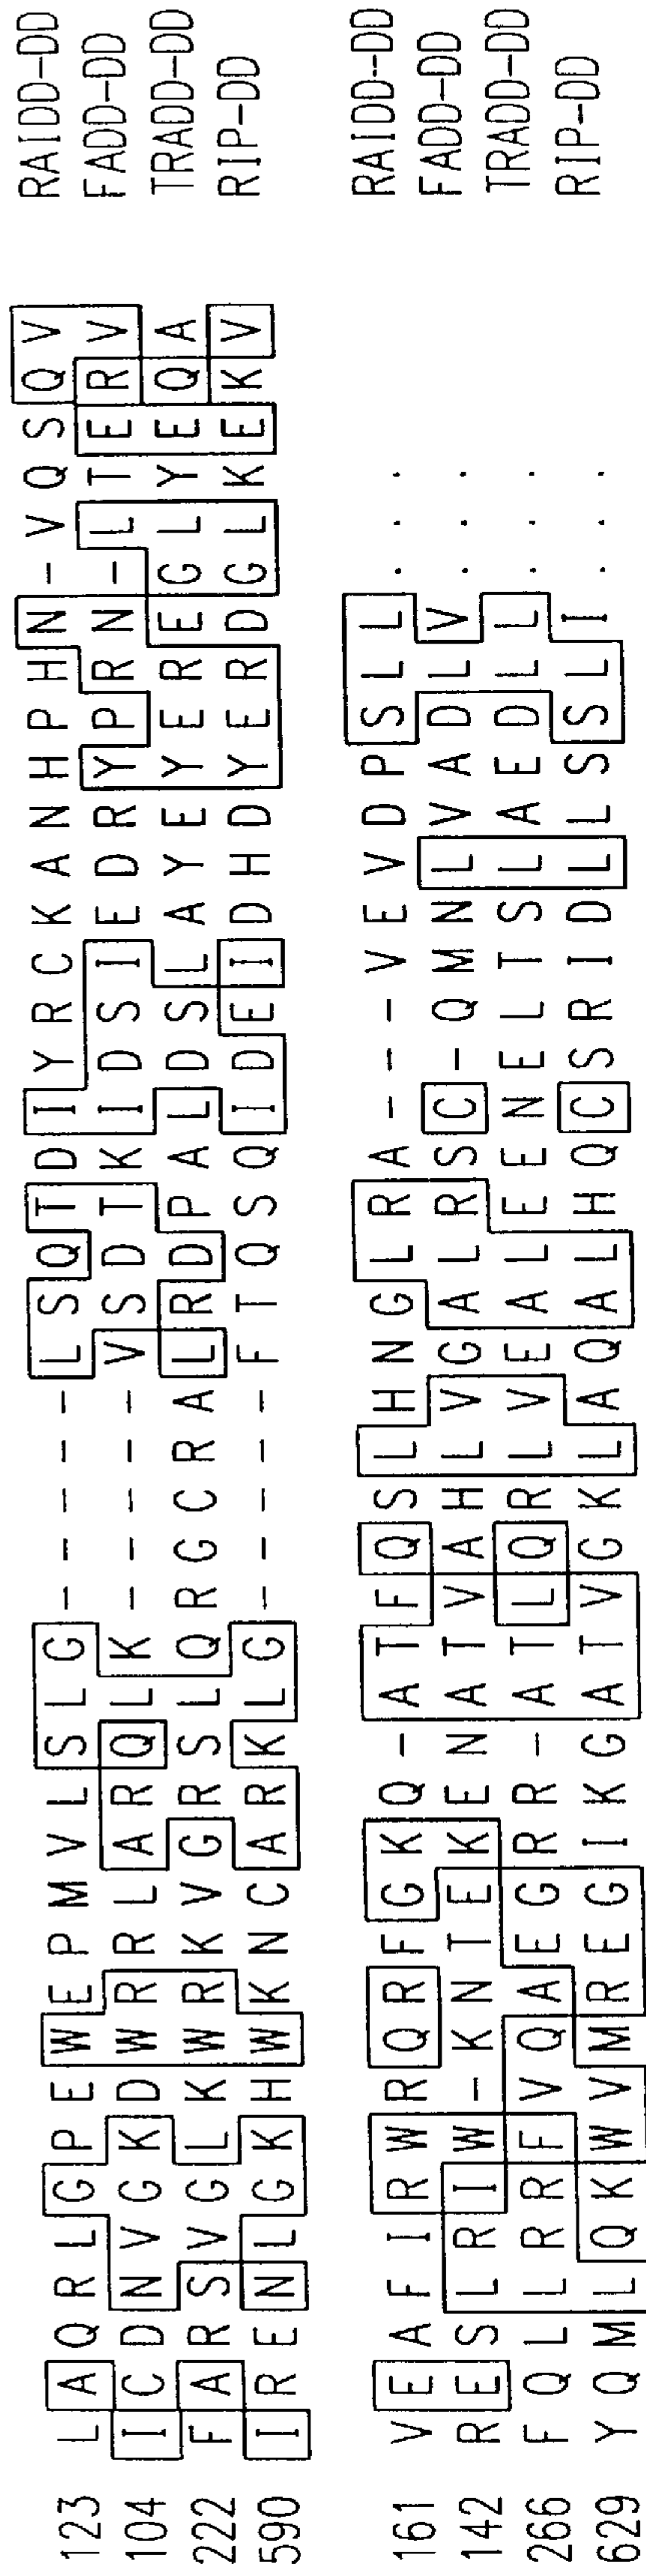 123 L A Q R L G P E W E P M V L S L G - - - - - L S Q T D I Y R C K A N H P H N - V Q S Q V RAIDD-DD
104 I C D N V G K D W R R L A R Q L K - - - - - V S D T K I D S I E D R Y P R N - L T E R V FADD-DD
222 F A R S V G L K W R K V G R S L Q R G C R A L R D P A L D S L A Y E Y E R E G L Y E Q A TRADD-DD
590 I R E N L G K H W K N C A R K L G - - - - - F T Q S Q I D E I D H D Y E R D G L K E K V RIP-DD
161 V E A F I R W R Q R F G K Q - A T F Q S L H N G L R A - - - V E V D P S L L . . . RAIDD-DD
142 R E S L R I W - K N T E K E N A T V A H L V G A L R S C - Q M N L V A D L V . . . FADD-DD
266 F Q L L R R F V Q A E G R R - A T L Q R L V E A L E E N E L T S L A E D L L . . . TRADD-DD
629 Y Q M L Q K W V M R E G I K G A T V G K L A Q A L H Q C S R I D L L S S L I . . . RIP-DD